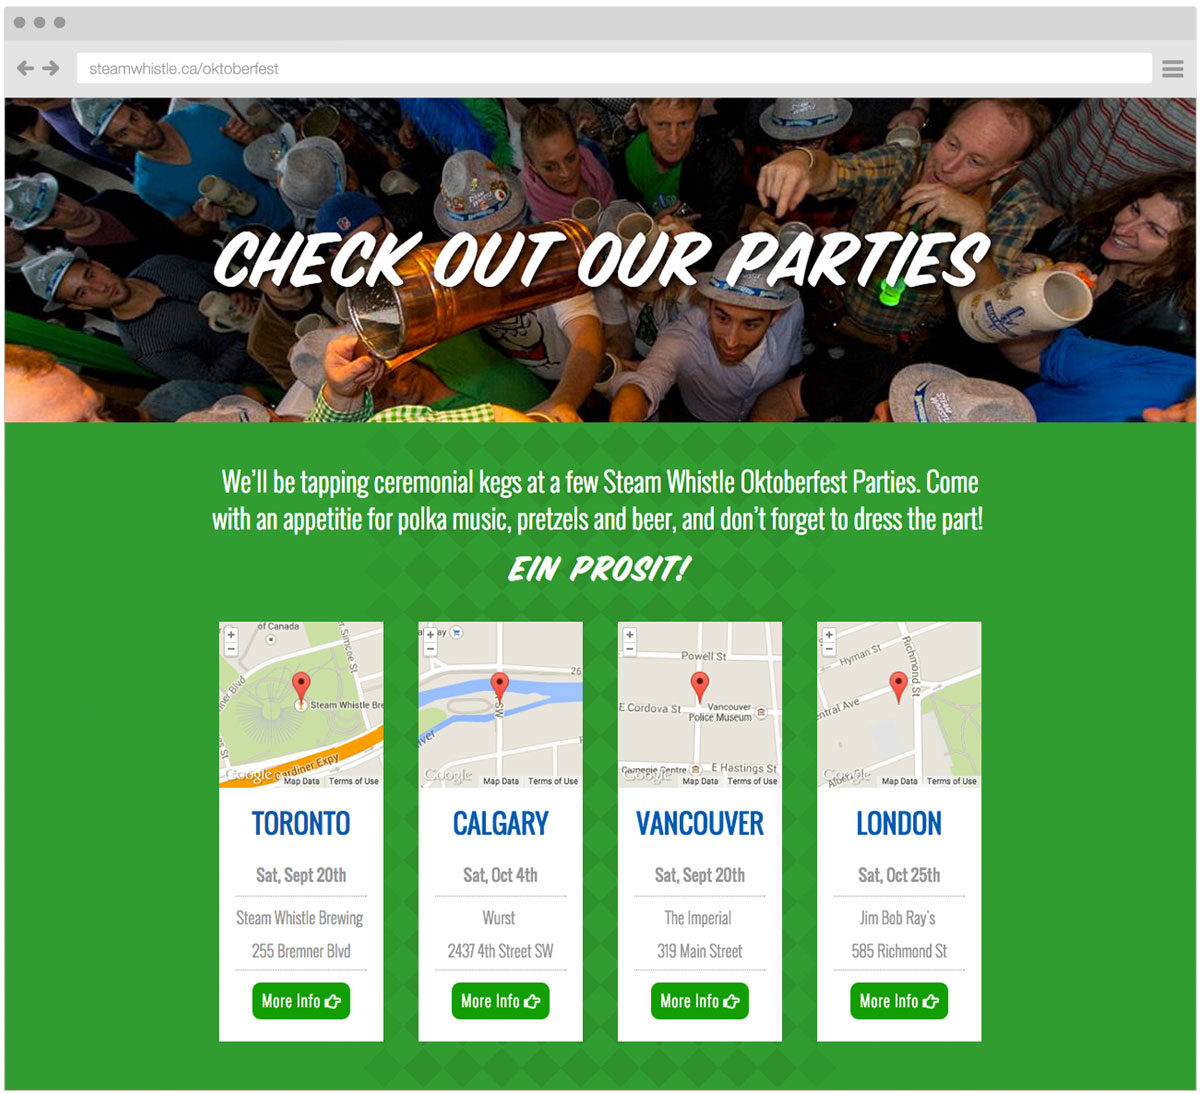 steamwhistle.ca/oktoberfest
CHECK OUT OUR PARTIES
We'll be tapping ceremonial kegs at a few Steam Whistle Oktoberfest Parties. Come
with an appetitie for polka music, pretzels and beer, and don't forget to dress the part!
EIN PROSIT!
of Canada
Simcoe St
ner Blvd
Steam Whistle Bre
Gardiner Expy
Google
Map Data
Terms of Use
TORONTO
Sat, Sept 20th
Steam Whistle Brewing
255 Bremner Blvd
More Info
ay
26
SW
ver
Google
Map Data
Terms of Use
CALGARY
Sat, Oct 4th
Wurst
2437 4th Street SW
More Info
Powell St
E Cordova St
Vancouver
Police Museum
Carnegie Centre
E Hastings St
Google
Map Data
Terms of Use
VANCOUVER
Sat, Sept 20th
The Imperial
319 Main Street
More Info
Hyman St
Richmond St
ntral Ave
Albert St
Google
Map Data
Terms of Use
LONDON
Sat, Oct 25th
Jim Bob Ray's
585 Richmond St
More Info